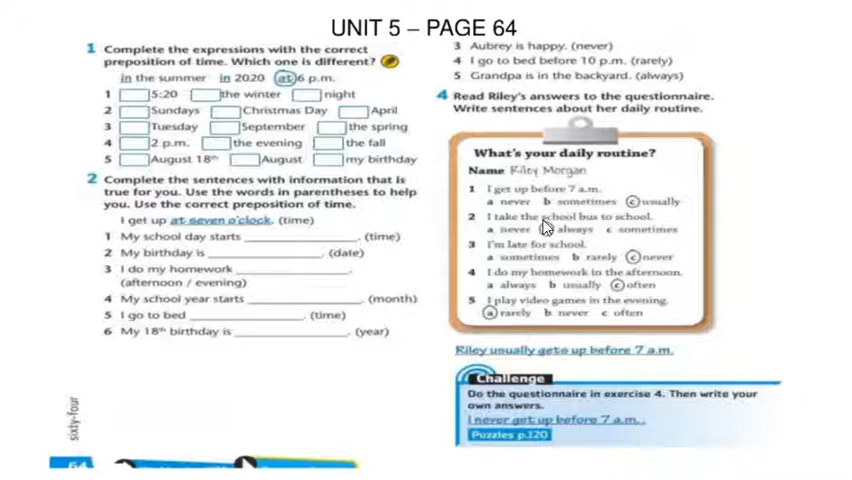 UNIT 5 – PAGE 64
1 Complete the expressions with the correct
preposition of time. Which one is different?
in the summer in 2020 at 6 p.m.
1 5:20 the winter night
2 Sundays Christmas Day April
3 Tuesday September the spring
4 2 p.m. the evening the fall
5 August 18th August my birthday
2 Complete the sentences with information that is
true for you. Use the words in parentheses to help
you. Use the correct preposition of time.
I get up at seven o'clock. (time)
1 My school day starts ____________. (time)
2 My birthday is ____________. (date)
3 I do my homework ____________.
(afternoon / evening)
4 My school year starts ____________. (month)
5 I go to bed ____________. (time)
6 My 18th birthday is ____________. (year)
sixty-four
64
3 Aubrey is happy. (never)
4 I go to bed before 10 p.m. (rarely)
5 Grandpa is in the backyard. (always)
4 Read Riley's answers to the questionnaire.
Write sentences about her daily routine.
What's your daily routine?
Name Riley Morgan
1 I get up before 7 a.m.
a never b sometimes c usually
2 I take the school bus to school.
a never always c sometimes
3 I'm late for school.
a sometimes b rarely c never
4 I do my homework in the afternoon.
a always b usually c often
5 I play video games in the evening.
a rarely b never c often
Riley usually gets up before 7 a.m.
Challenge
Do the questionnaire in exercise 4. Then write your
own answers.
I never get up before 7 a.m.
Puzzles p.120